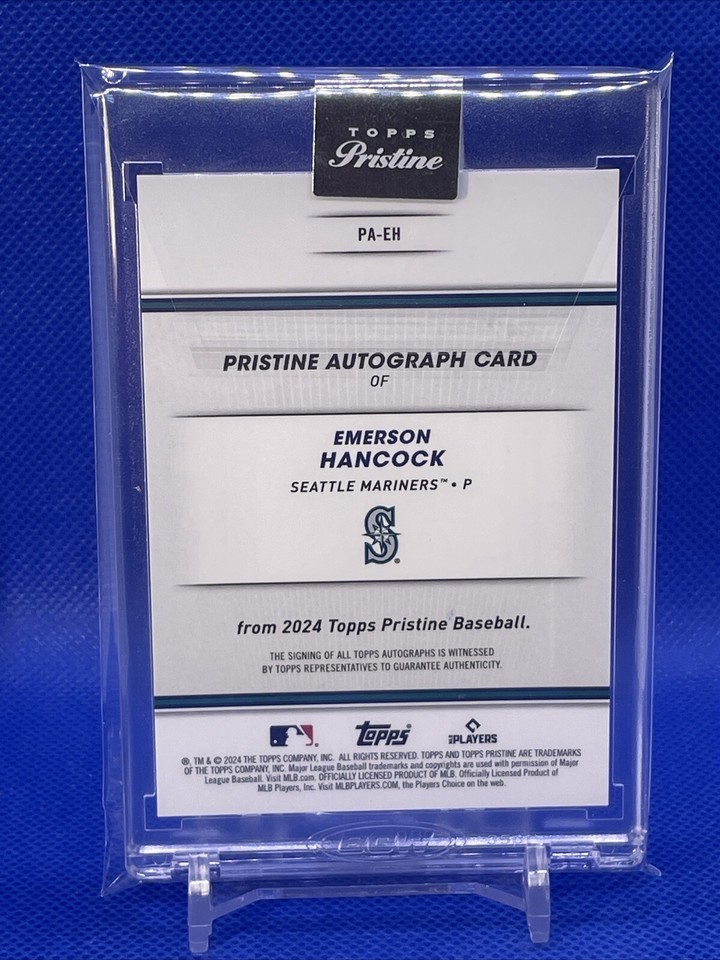 TOPPS
Pristine
PA-EH
PRISTINE AUTOGRAPH CARD
OF
EMERSON
HANCOCK
SEATTLE MARINERS™ • P
S®
from 2024 Topps Pristine Baseball.
THE SIGNING OF ALL TOPPS AUTOGRAPHS IS WITNESSED
BY TOPPS REPRESENTATIVES TO GUARANTEE AUTHENTICITY.
topps®
PLAYERS
®, TM & © 2024 THE TOPPS COMPANY, INC. ALL RIGHTS RESERVED. TOPPS AND TOPPS PRISTINE ARE TRADEMARKS
OF THE TOPPS COMPANY, INC. Major League Baseball trademarks and copyrights are used with permission of Major
League Baseball. Visit MLB.com. OFFICIALLY LICENSED PRODUCT OF MLB. Officially Licensed Product of
MLB Players, Inc. Visit MLBPLAYERS.COM, the Players Choice on the web.